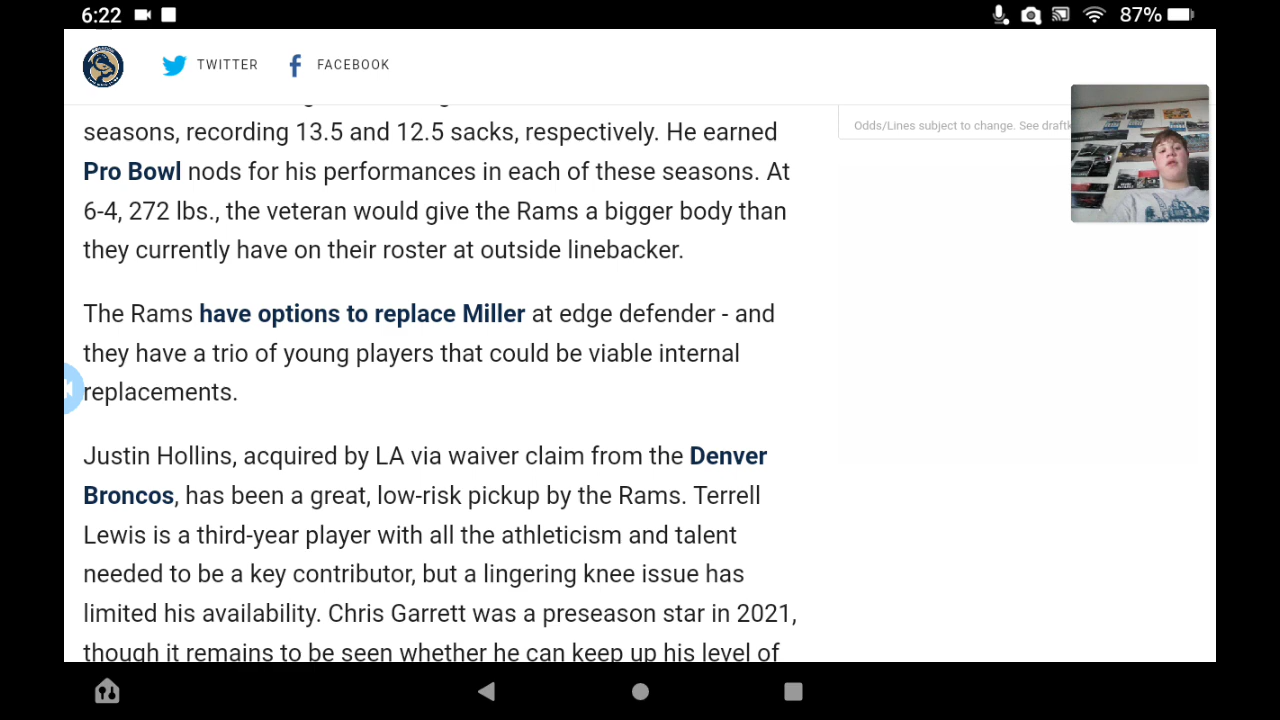 6:22
87%
TWITTER
FACEBOOK
seasons, recording 13.5 and 12.5 sacks, respectively. He earned
Odds/Lines subject to change. See draftk
Pro Bowl nods for his performances in each of these seasons. At
6-4, 272 lbs., the veteran would give the Rams a bigger body than
they currently have on their roster at outside linebacker.
The Rams have options to replace Miller at edge defender - and
they have a trio of young players that could be viable internal
replacements.
Justin Hollins, acquired by LA via waiver claim from the Denver
Broncos, has been a great, low-risk pickup by the Rams. Terrell
Lewis is a third-year player with all the athleticism and talent
needed to be a key contributor, but a lingering knee issue has
limited his availability. Chris Garrett was a preseason star in 2021,
though it remains to be seen whether he can keep up his level of